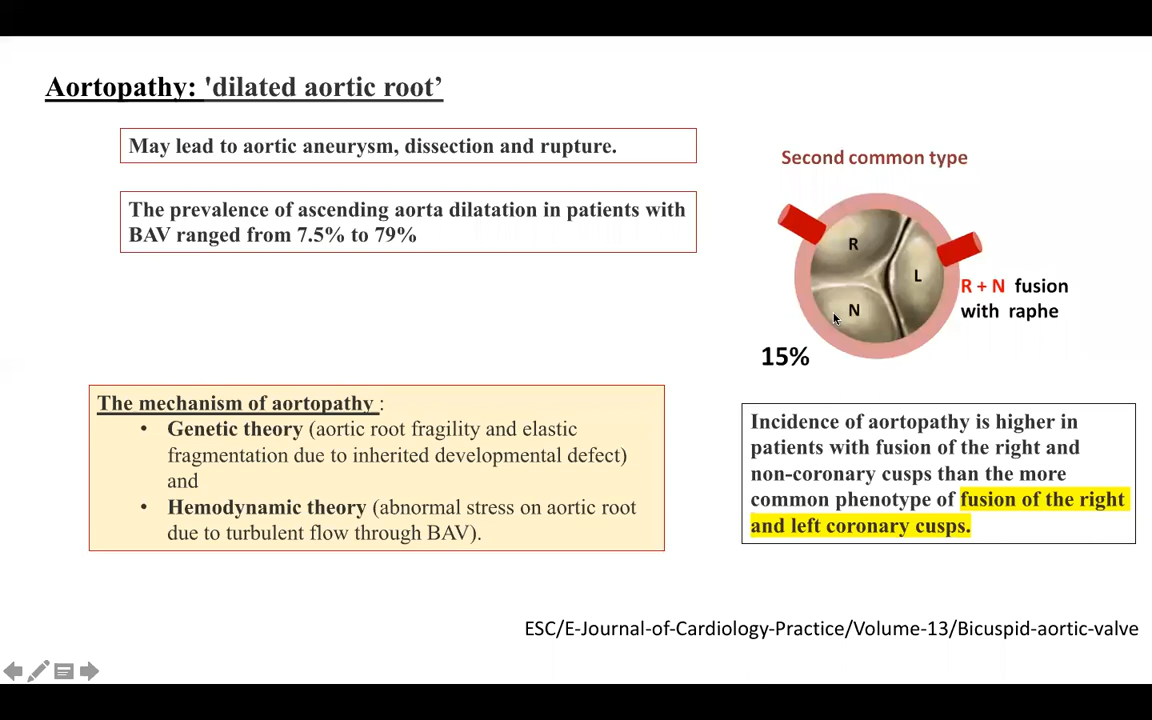 Aortopathy: 'dilated aortic root’
May lead to aortic aneurysm, dissection and rupture.
The prevalence of ascending aorta dilatation in patients with
BAV ranged from 7.5% to 79%
Second common type
R
L
N
R + N fusion
with raphe
15%
The mechanism of aortopathy :
• Genetic theory (aortic root fragility and elastic
fragmentation due to inherited developmental defect)
and
• Hemodynamic theory (abnormal stress on aortic root
due to turbulent flow through BAV).
Incidence of aortopathy is higher in
patients with fusion of the right and
non-coronary cusps than the more
common phenotype of fusion of the right
and left coronary cusps.
ESC/E-Journal-of-Cardiology-Practice/Volume-13/Bicuspid-aortic-valve